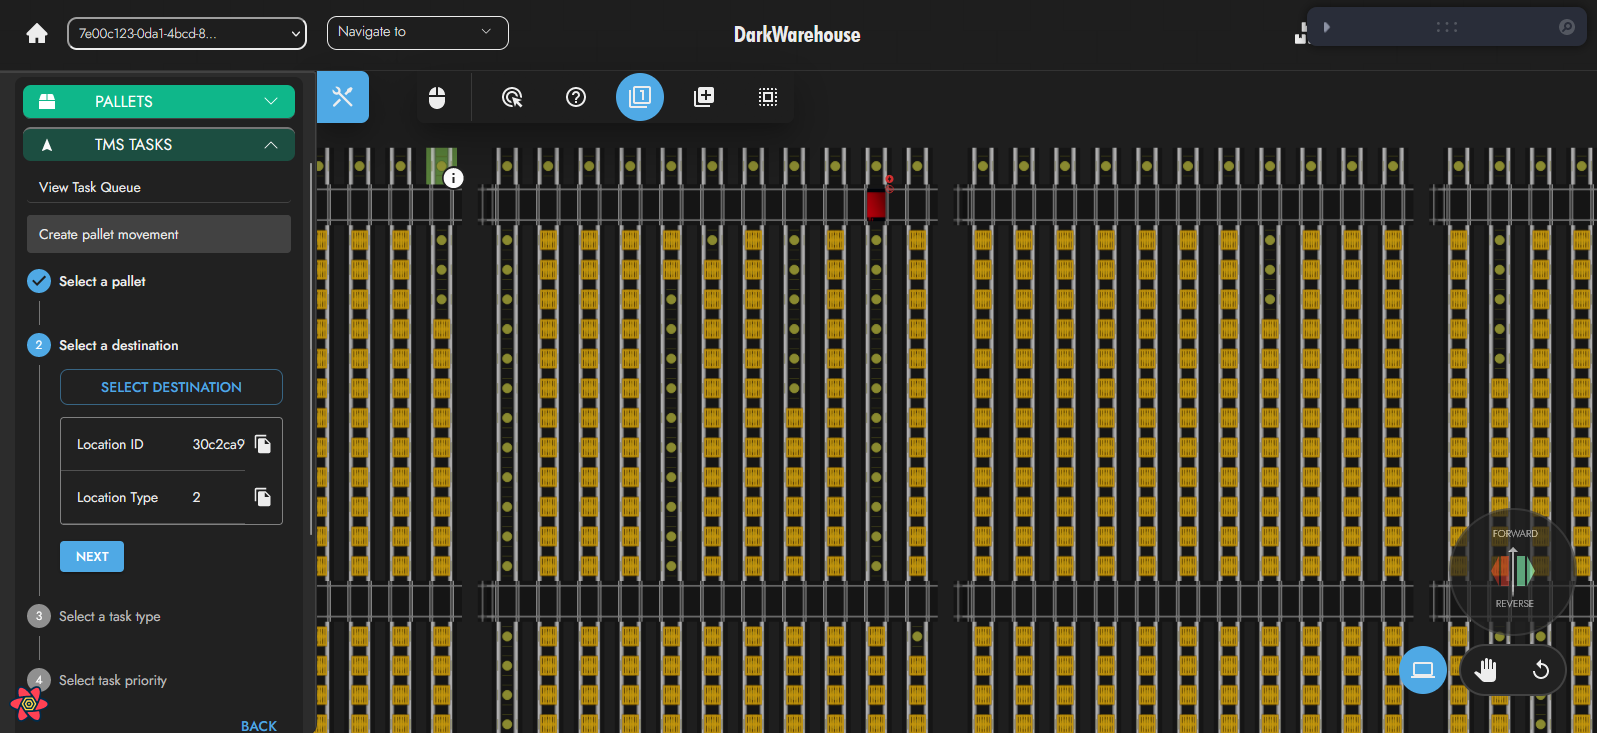 7e00c123-0da1-4bcd-8...
Navigate to
DarkWarehouse
PALLETS
TMS TASKS
View Task Queue
Create pallet movement
Select a pallet
2 Select a destination
SELECT DESTINATION
Location ID 30c2ca9
Location Type 2
NEXT
3 Select a task type
4 Select task priority
BACK
1
i
FORWARD
REVERSE